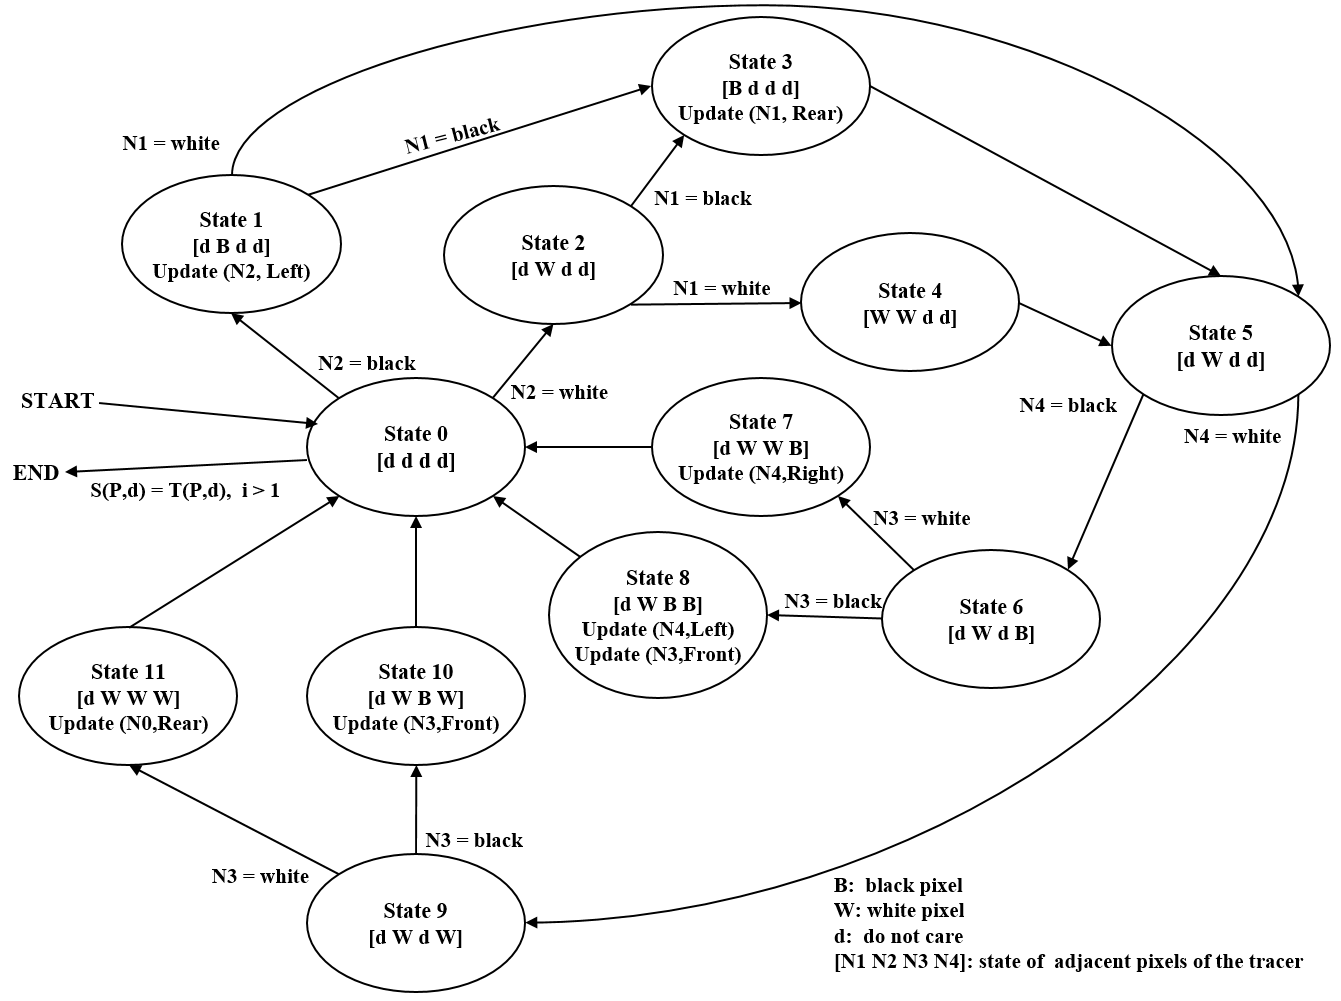 State 3
[B d d d]
Update (N1, Rear)
N1 = white
N1 = black
State 1
[d B d d]
Update (N2, Left)
N1 = black
State 2
[d W d d]
N1 = white
State 4
[W W d d]
State 5
[d W d d]
N2 = black
N2 = white
START
State 0
[d d d d]
END
S(P,d) = T(P,d),  i > 1
State 7
[d W W B]
Update (N4,Right)
N4 = black
N4 = white
N3 = white
State 8
[d W B B]
Update (N4,Left)
Update (N3,Front)
N3 = black
State 6
[d W d B]
State 11
[d W W W]
Update (N0,Rear)
State 10
[d W B W]
Update (N3,Front)
N3 = black
N3 = white
State 9
[d W d W]
B:  black pixel
W: white pixel
d:  do not care
[N1 N2 N3 N4]: state of  adjacent pixels of the tracer